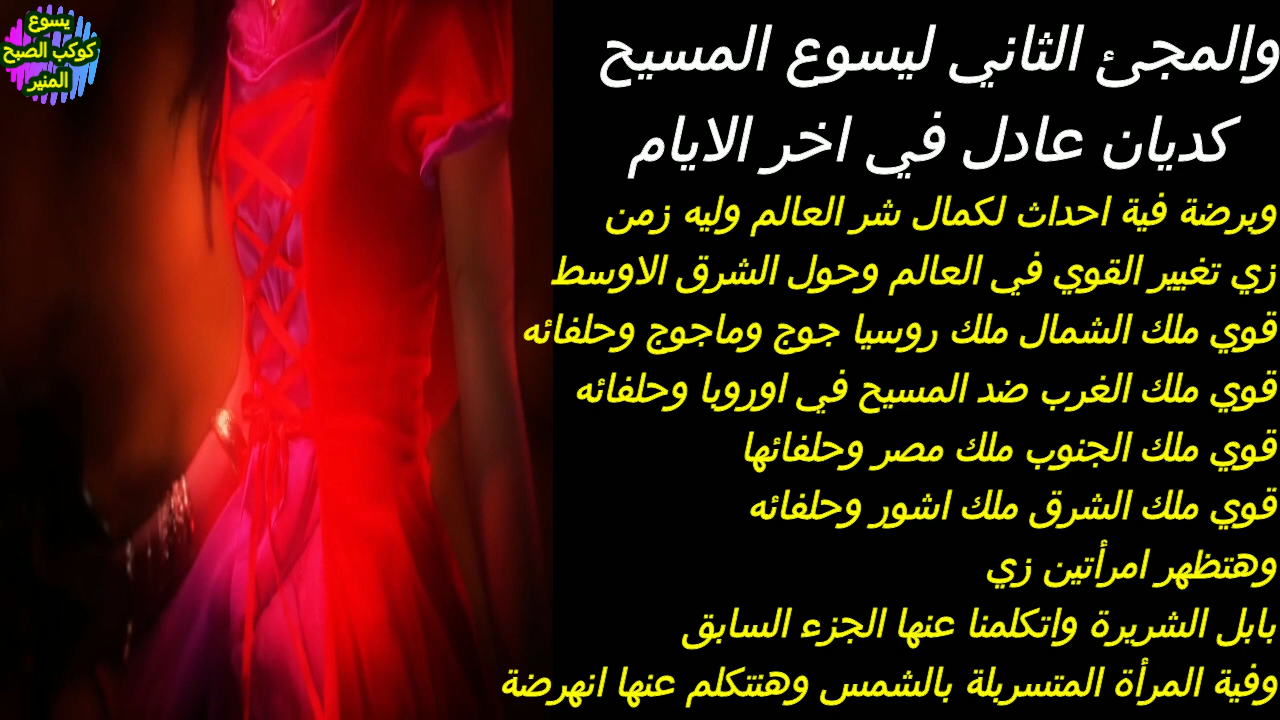 يسوع
كوكب الصبح
المنير
والمجئ الثاني ليسوع المسيح
كديان عادل في اخر الايام
وبرضة فية احداث لكمال شر العالم وليه زمن
زي تغيير القوي في العالم وحول الشرق الاوسط
قوي ملك الشمال ملك روسيا جوج وماجوج وحلفائه
قوي ملك الغرب ضد المسيح في اوروبا وحلفائه
قوي ملك الجنوب ملك مصر وحلفائها
قوي ملك الشرق ملك اشور وحلفائه
وهتظهر امرأتين زي
بابل الشريرة واتكلمنا عنها الجزء السابق
وفية المرأة المتسربلة بالشمس وهنتكلم عنها انهرضة